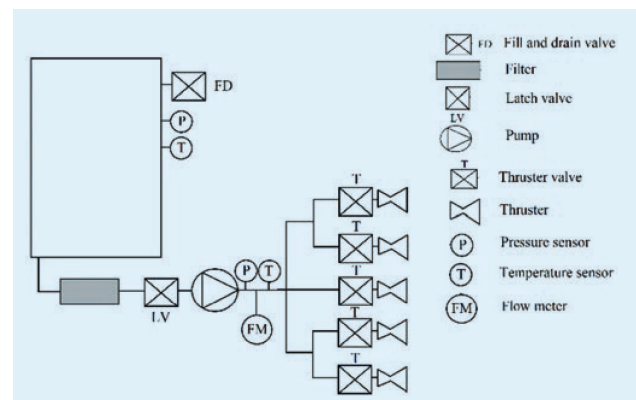 FD
P
T
LV
P
T
FM
T
T
T
T
T
FD Fill and drain valve
Filter
Latch valve
LV
Pump
T
Thruster valve
Thruster
P Pressure sensor
T Temperature sensor
FM Flow meter